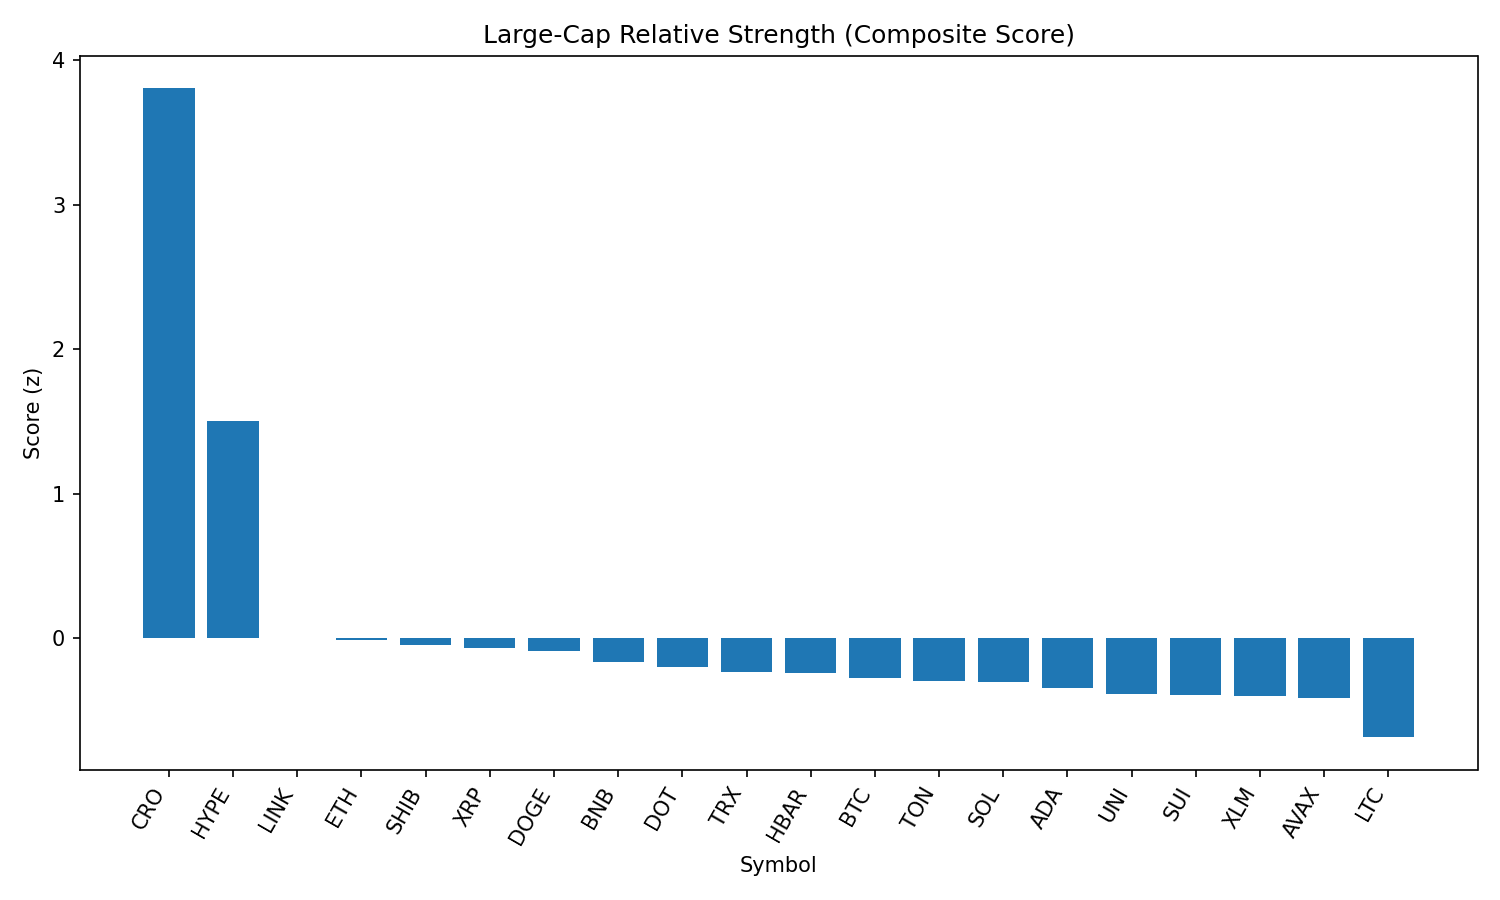 Large-Cap Relative Strength (Composite Score)
4
3
2
1
0
Score (z)
CRO
HYPE
LINK
ETH
SHIB
XRP
DOGE
BNB
DOT
TRX
HBAR
BTC
TON
SOL
ADA
UNI
SUI
XLM
AVAX
LTC
Symbol